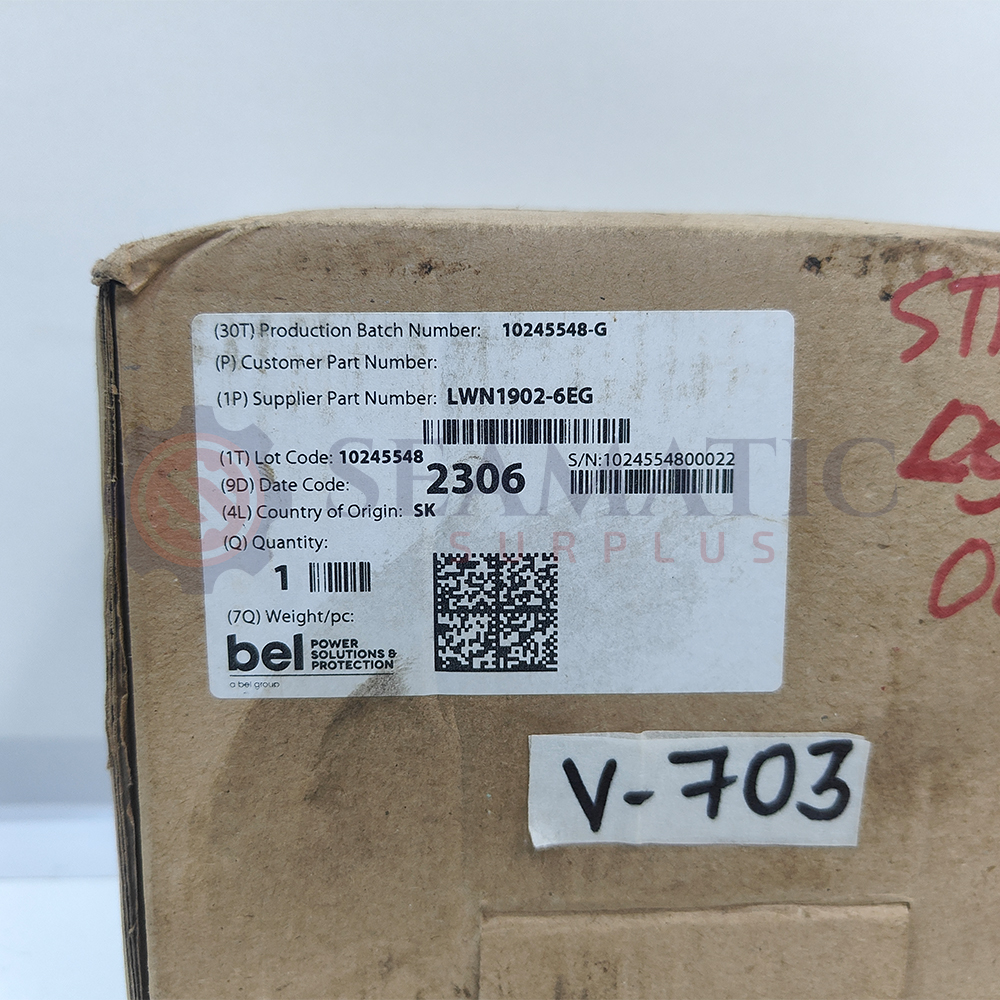 (30T) Production Batch Number: 10245548-G
(P) Customer Part Number:
(1P) Supplier Part Number: LWN1902-6EG
(1T) Lot Code: 10245548
S/N:1024554800022
(9D) Date Code: 2306
(4L) Country of Origin: SK
(Q) Quantity:
1
(7Q) Weight/pc:
bel POWER
SOLUTIONS &
PROTECTION
a bel group
SEAMATIC
SURPLUS
V-703